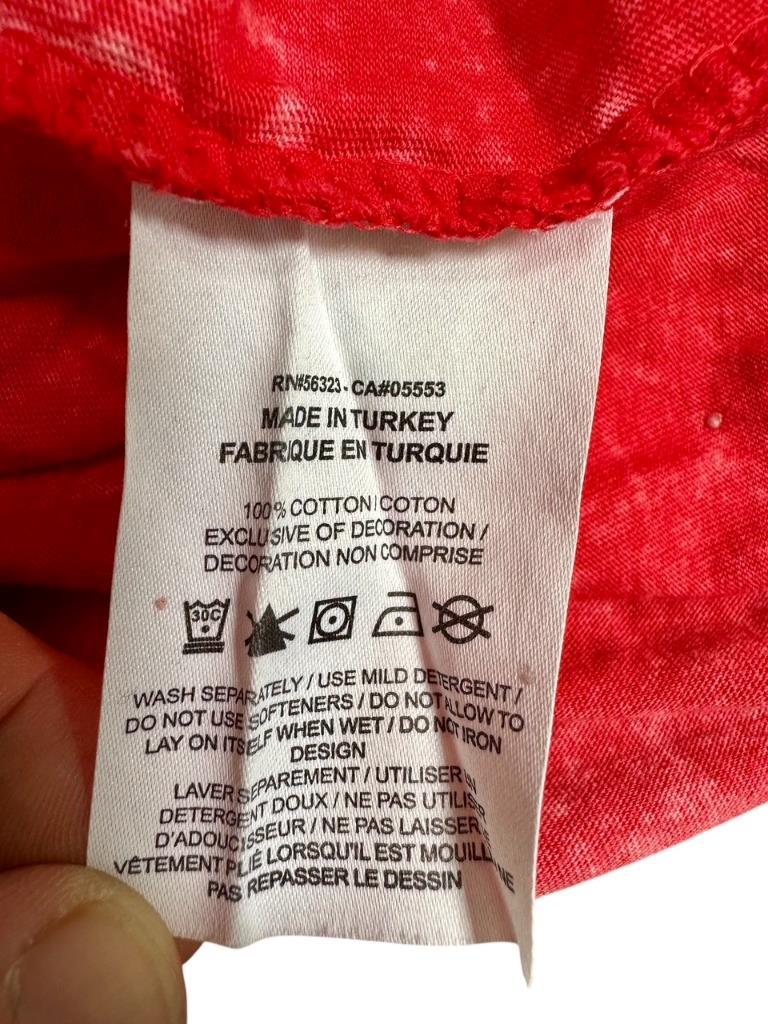 RN#56323 - CA#05553
MADE IN TURKEY
FABRIQUE EN TURQUIE
100% COTTON COTON
EXCLUSIVE OF DECORATION /
DECORATION NON COMPRISE
30C
WASH SEPARATELY / USE MILD DETERGENT /
DO NOT USE SOFTENERS / DO NOT ALLOW TO
LAY ON ITSELF WHEN WET / DO NOT IRON
DESIGN
LAVER SEPAREMENT / UTILISER
DETERGENT DOUX / NE PAS UTILISER
D'ADOUCISSEUR / NE PAS LAISSER
VÊTEMENT PLIÉ LORSQU'IL EST MOUILLÉ NE
PAS REPASSER LE DESSIN